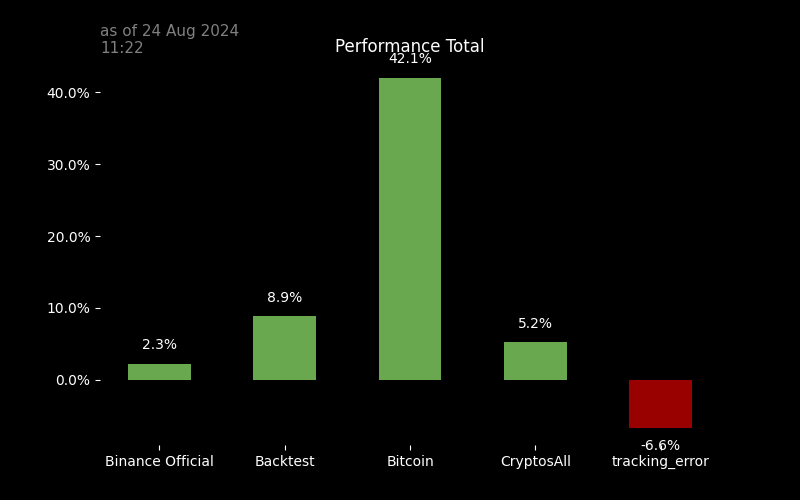 as of 24 Aug 2024
11:22
Performance Total
42.1%
40.0%
30.0%
20.0%
10.0%
0.0%
2.3%
8.9%
5.2%
-6.6%
Binance Official
Backtest
Bitcoin
CryptosAll
tracking_error